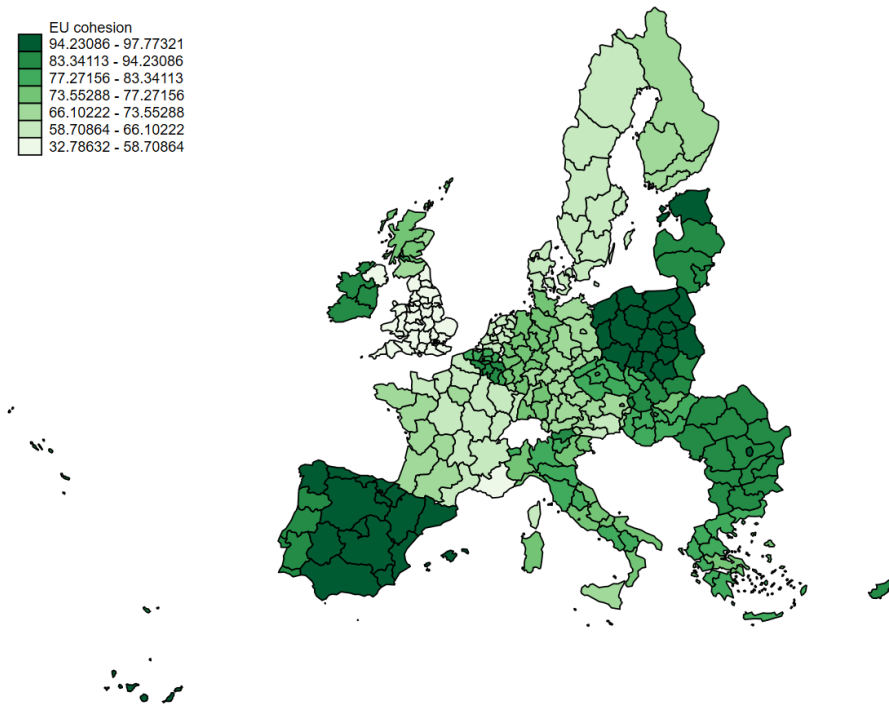 EU cohesion
94.23086 - 97.77321
83.34113 - 94.23086
77.27156 - 83.34113
73.55288 - 77.27156
66.10222 - 73.55288
58.70864 - 66.10222
32.78632 - 58.70864